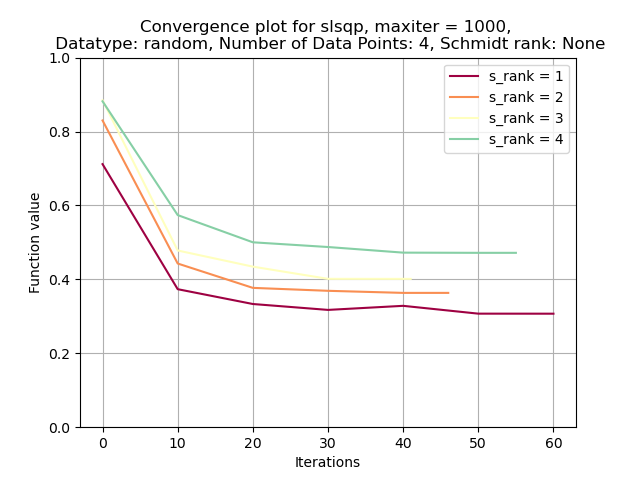 Convergence plot for slsqp, maxiter = 1000,
Datatype: random, Number of Data Points: 4, Schmidt rank: None
1.0
0.8
0.6
0.4
0.2
0.0
Function value
s_rank = 1
s_rank = 2
s_rank = 3
s_rank = 4
0 10 20 30 40 50 60
Iterations